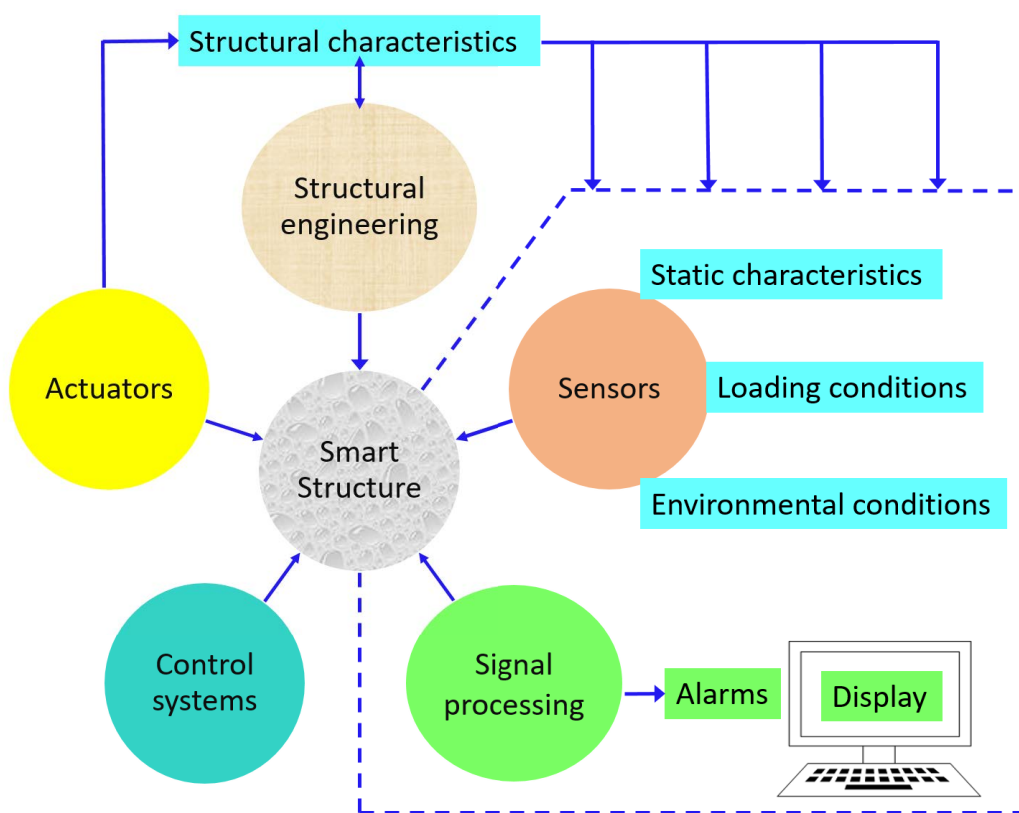 Structural characteristics
Structural
engineering
Static characteristics
Actuators
Sensors
Loading conditions
Smart
Structure
Environmental conditions
Control
systems
Signal
processing
Alarms
Display